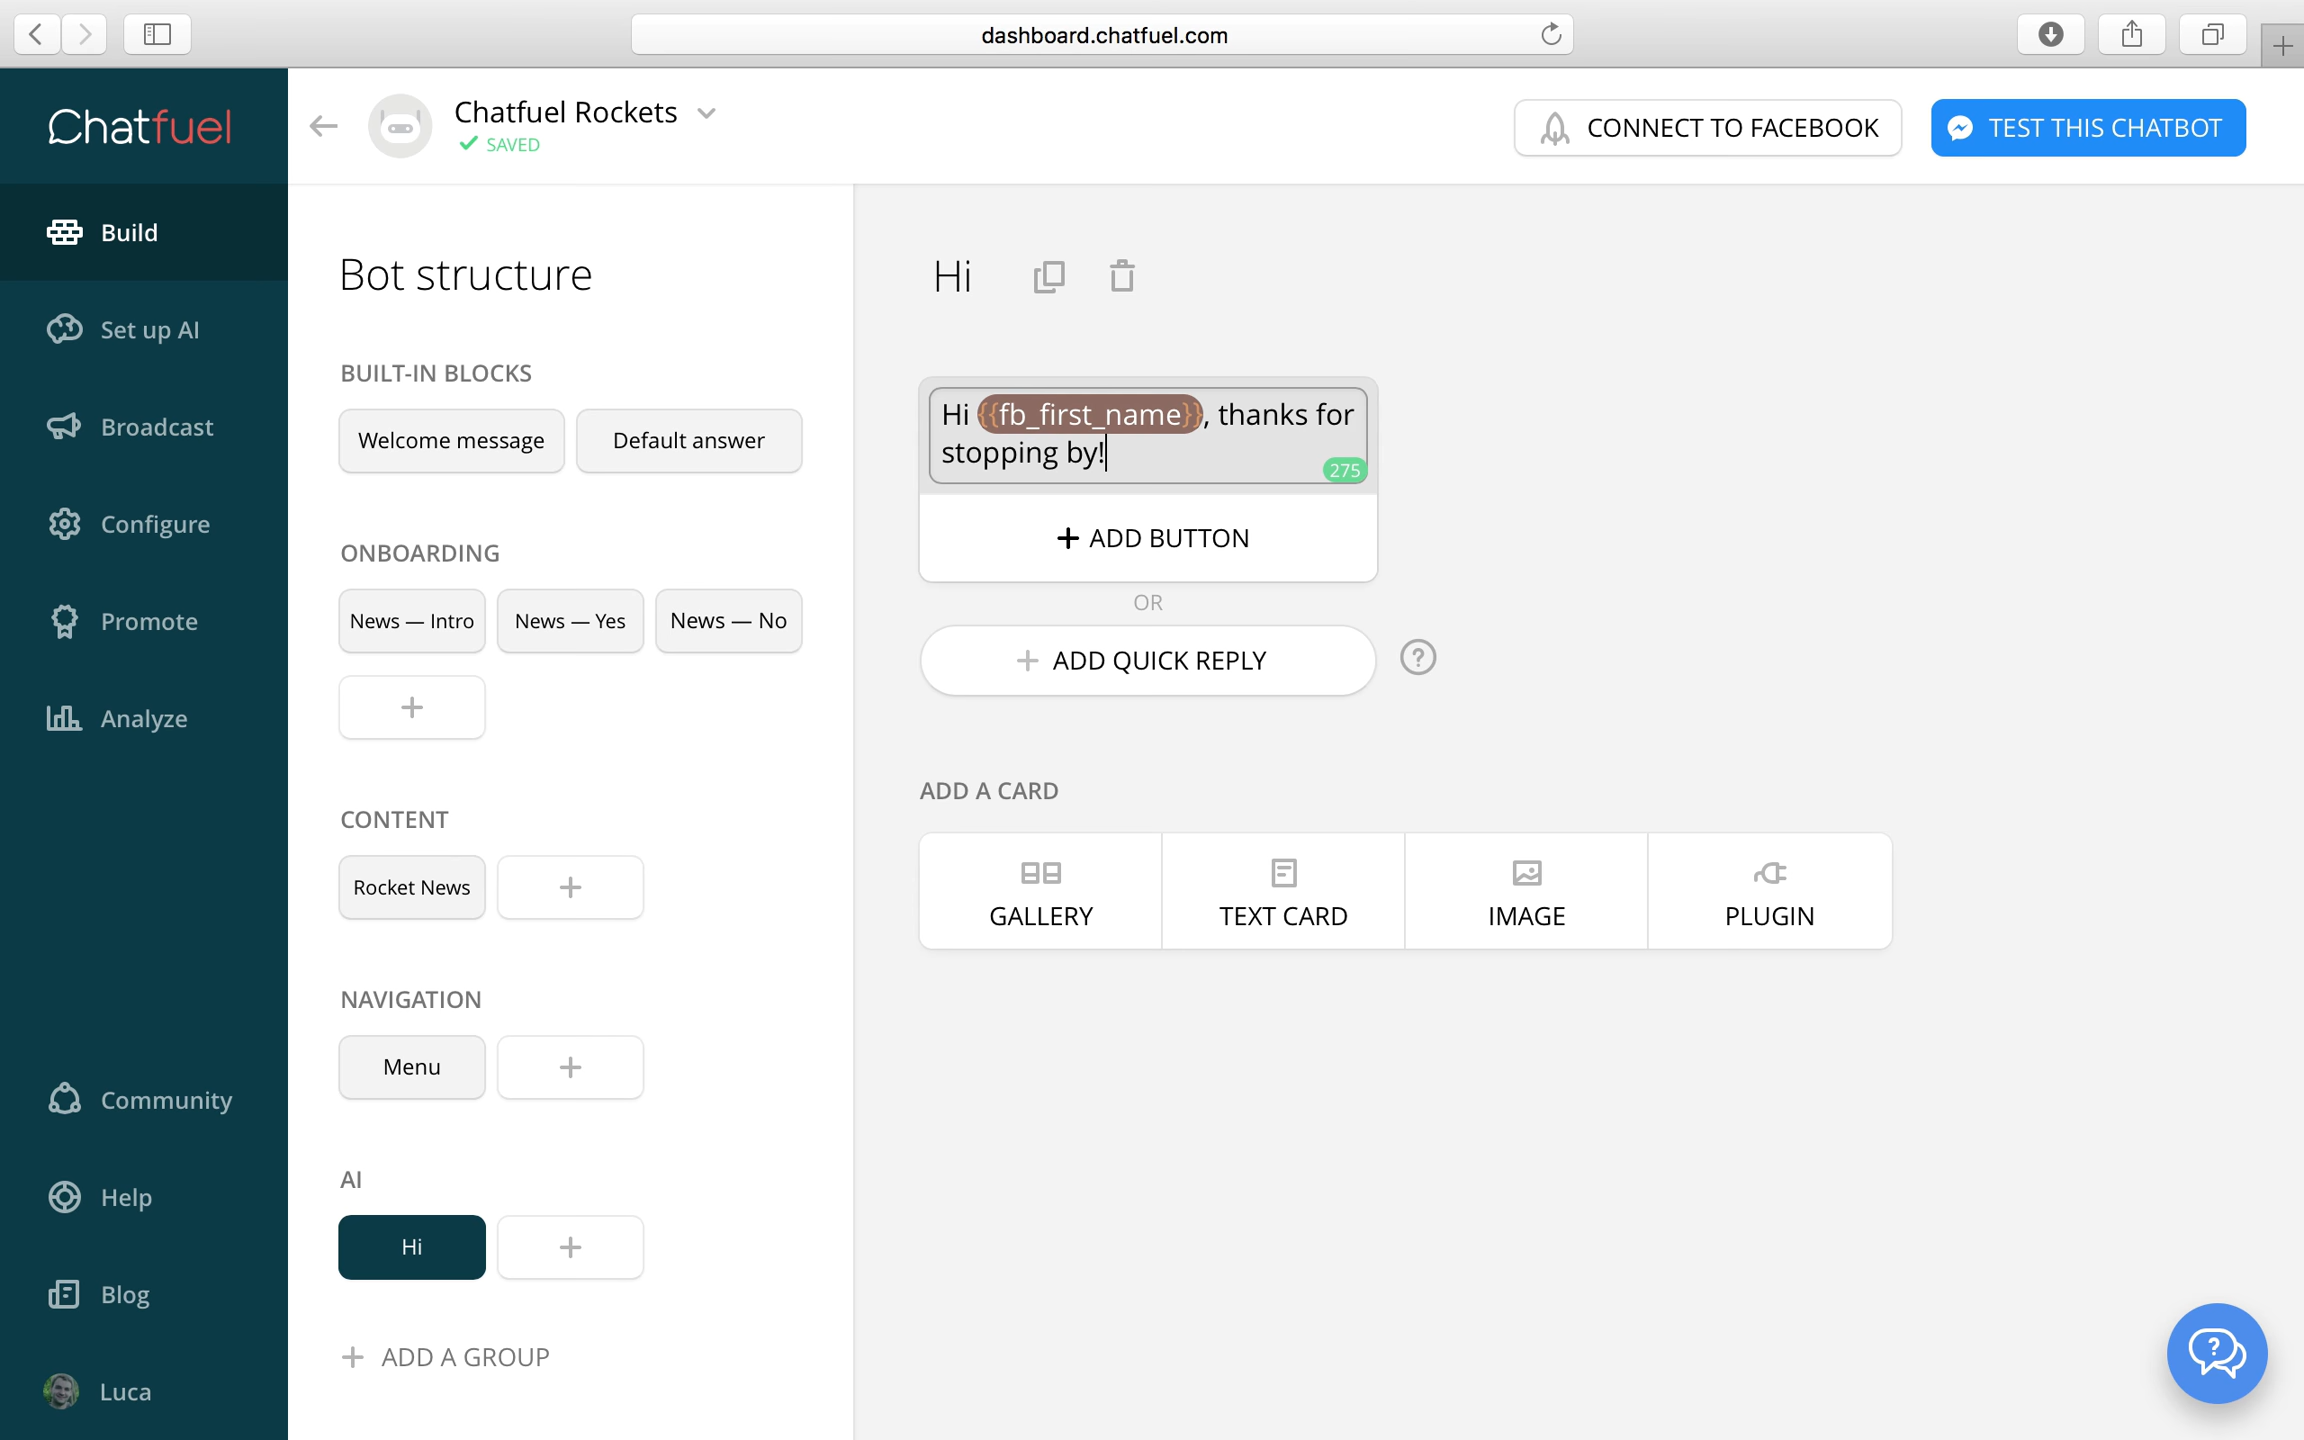 dashboard.chatfuel.com
Chatfuel
Chatfuel Rockets
SAVED
CONNECT TO FACEBOOK
TEST THIS CHATBOT
Build
Set up AI
Broadcast
Configure
Promote
Analyze
Community
Help
Blog
Luca
Bot structure
BUILT-IN BLOCKS
Welcome message
Default answer
ONBOARDING
News — Intro
News — Yes
News — No
CONTENT
Rocket News
NAVIGATION
Menu
AI
Hi
ADD A GROUP
Hi
Hi {{fb_first_name}}, thanks for
stopping by!
275
ADD BUTTON
OR
ADD QUICK REPLY
?
ADD A CARD
GALLERY
TEXT CARD
IMAGE
PLUGIN
?